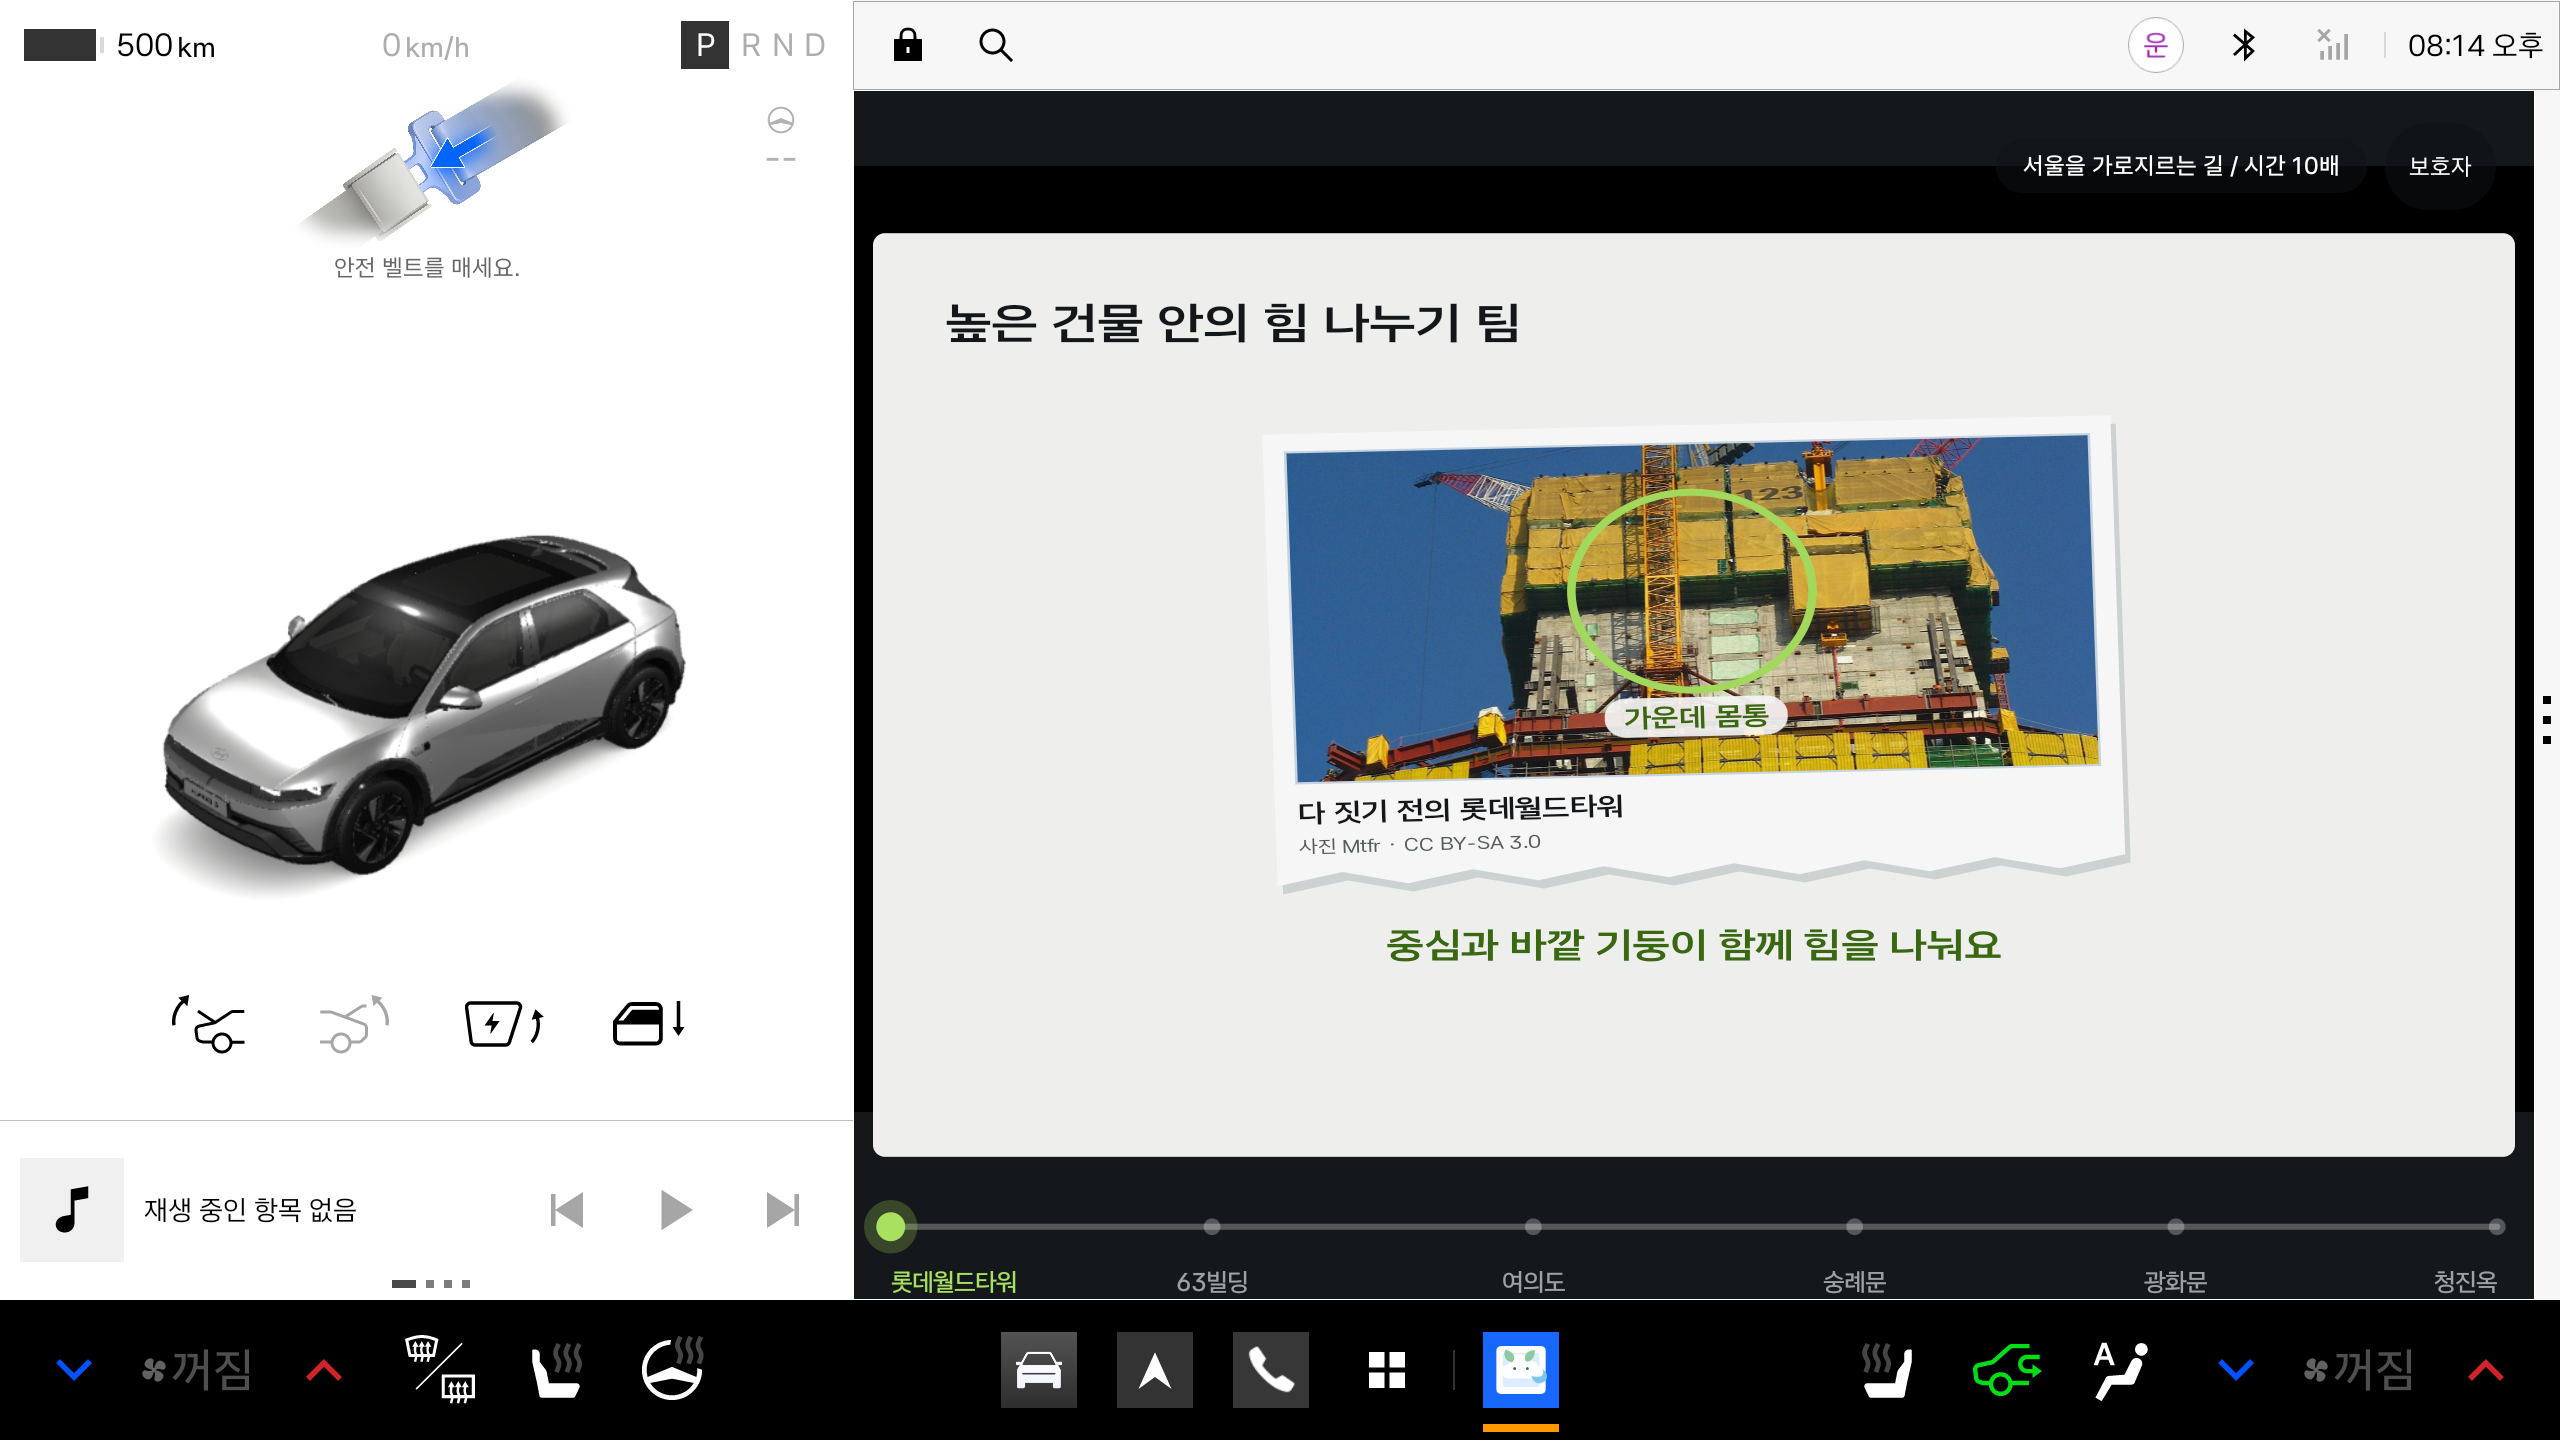 500 km
0 km/h
P R N D
안전 벨트를 매세요.
재생 중인 항목 없음
운
08:14 오후
서울을 가로지르는 길 / 시간 10배
보호자
높은 건물 안의 힘 나누기 팀
123
가운데 몸통
다 짓기 전의 롯데월드타워
사진 Mtfr · CC BY-SA 3.0
중심과 바깥 기둥이 함께 힘을 나눠요
롯데월드타워
63빌딩
여의도
숭례문
광화문
청진옥
꺼짐
A
꺼짐